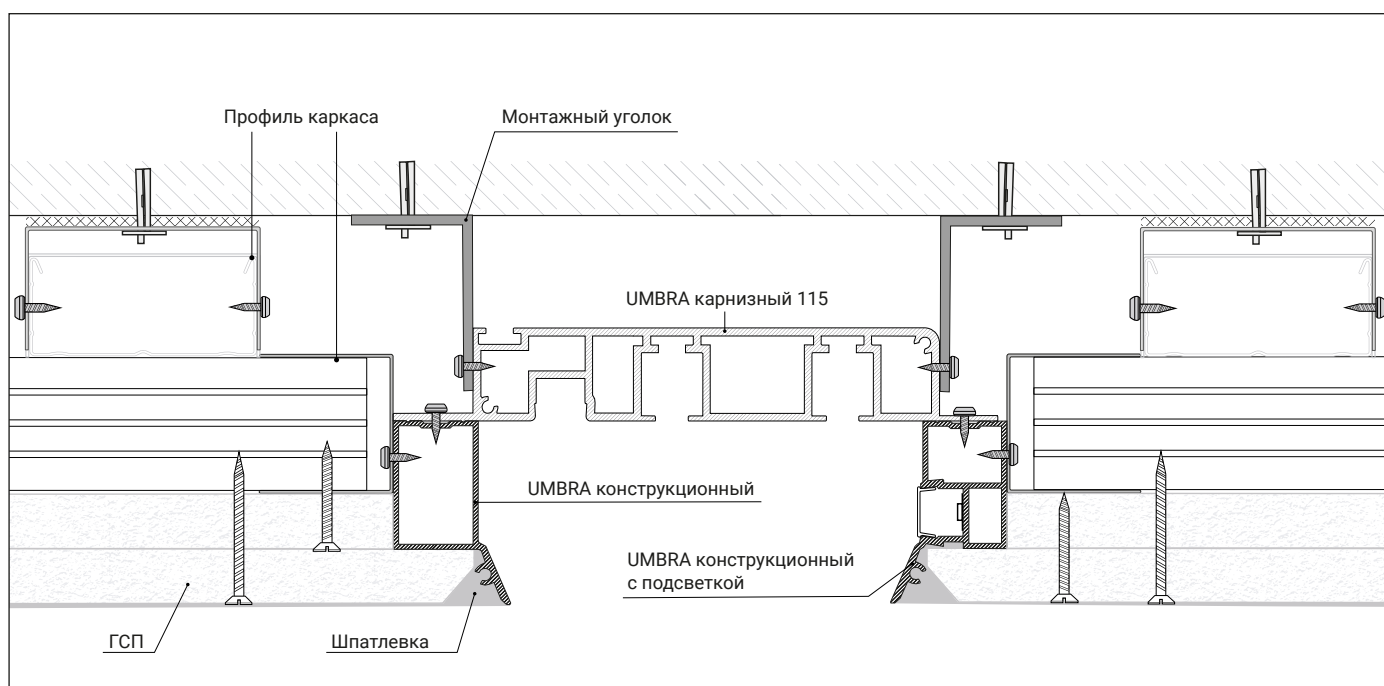 Профиль каркаса
Монтажный уголок
UMBRA карнизный 115
UMBRA конструкционный
UMBRA конструкционный
с подсветкой
ГСП
Шпатлевка